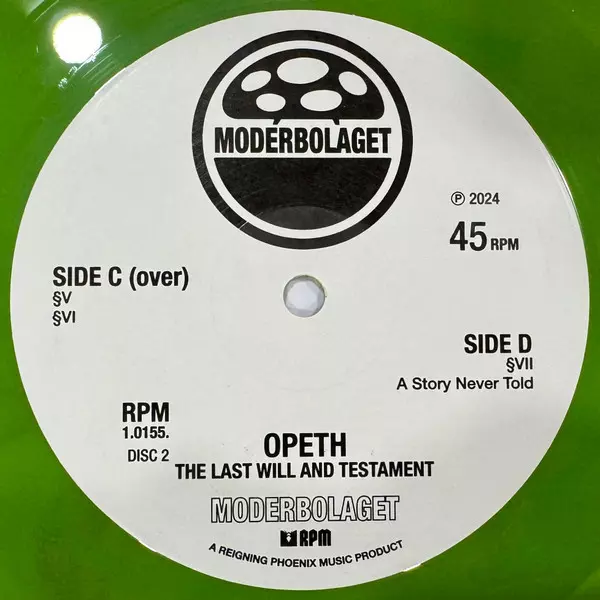 MODÉRBOLÀGET
℗ 2024
45 RPM
SIDE C (over)
§V
§VI
SIDE D
§VII
A Story Never Told
RPM
1.0155.
DISC 2
OPETH
THE LAST WILL AND TESTAMENT
MODERBOLAGET
RPM
A REIGNING PHOENIX MUSIC PRODUCT